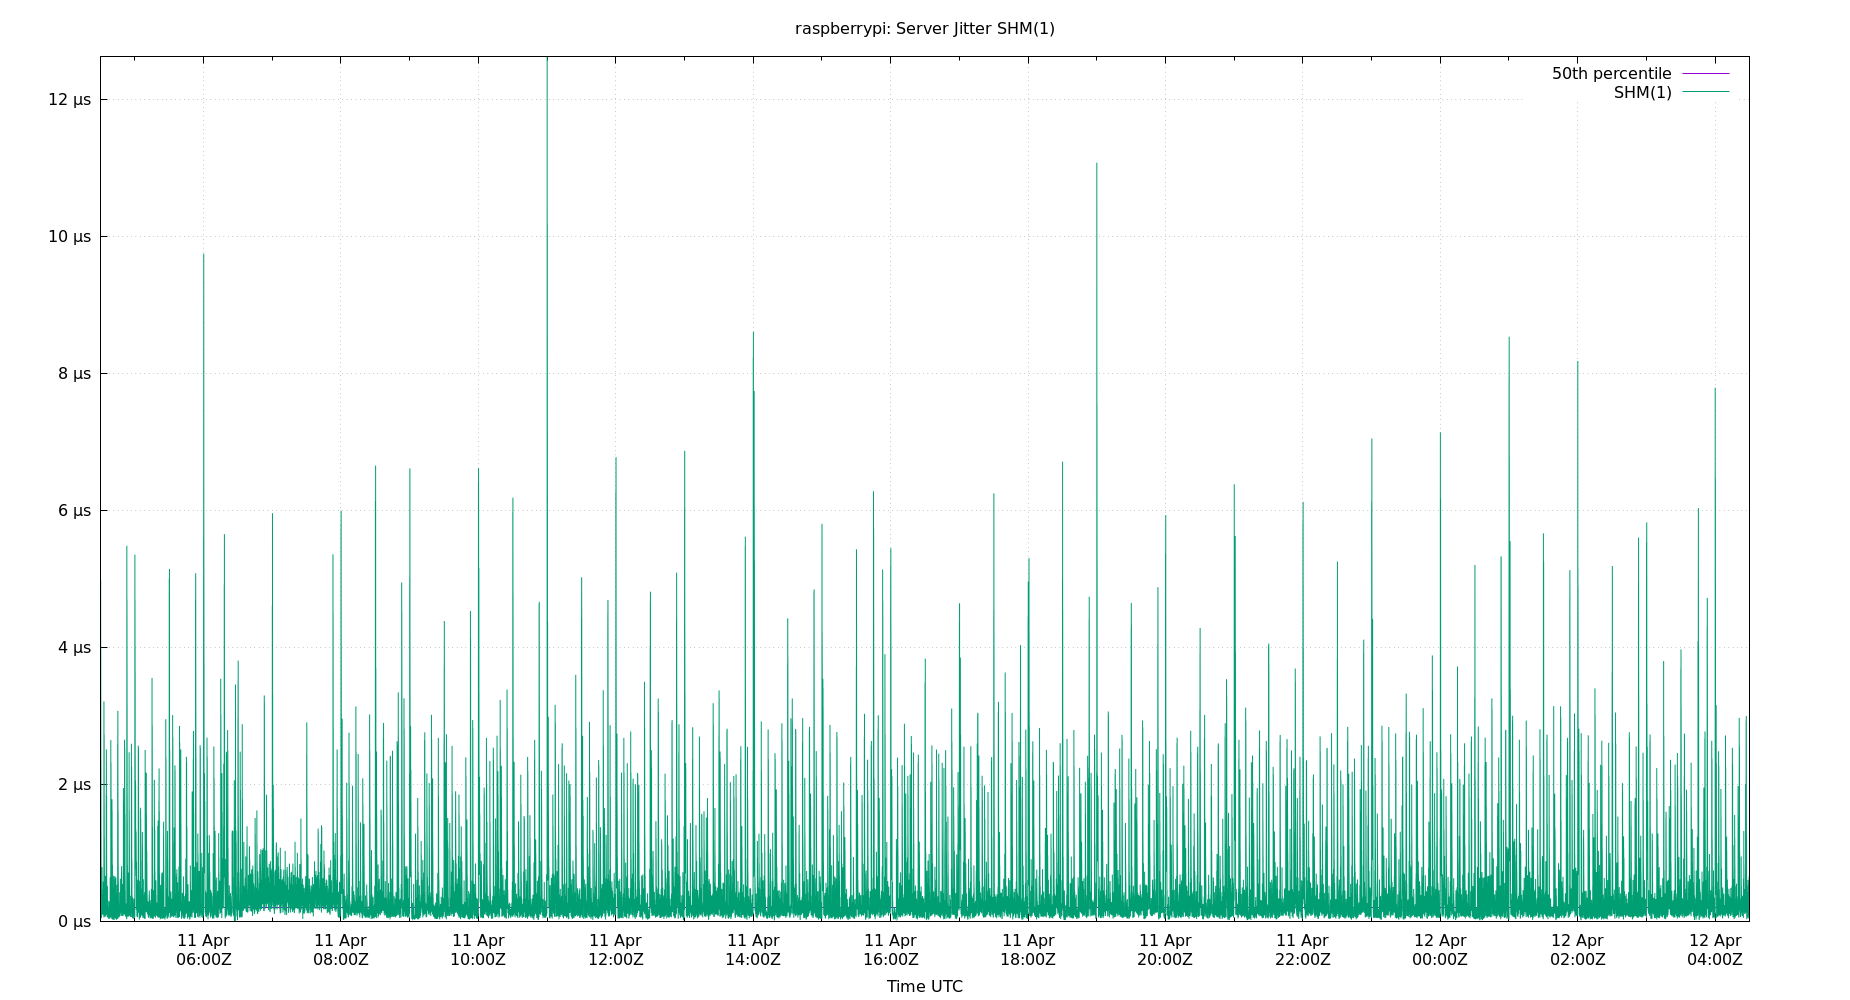 raspberrypi: Server Jitter SHM(1)
50th percentile
SHM(1)
12 µs
10 µs
8 µs
6 µs
4 µs
2 µs
0 µs
11 Apr 11 Apr 11 Apr 11 Apr 11 Apr 11 Apr 11 Apr 11 Apr 11 Apr 12 Apr 12 Apr 12 Apr
06:00Z 08:00Z 10:00Z 12:00Z 14:00Z 16:00Z 18:00Z 20:00Z 22:00Z 00:00Z 02:00Z 04:00Z
Time UTC